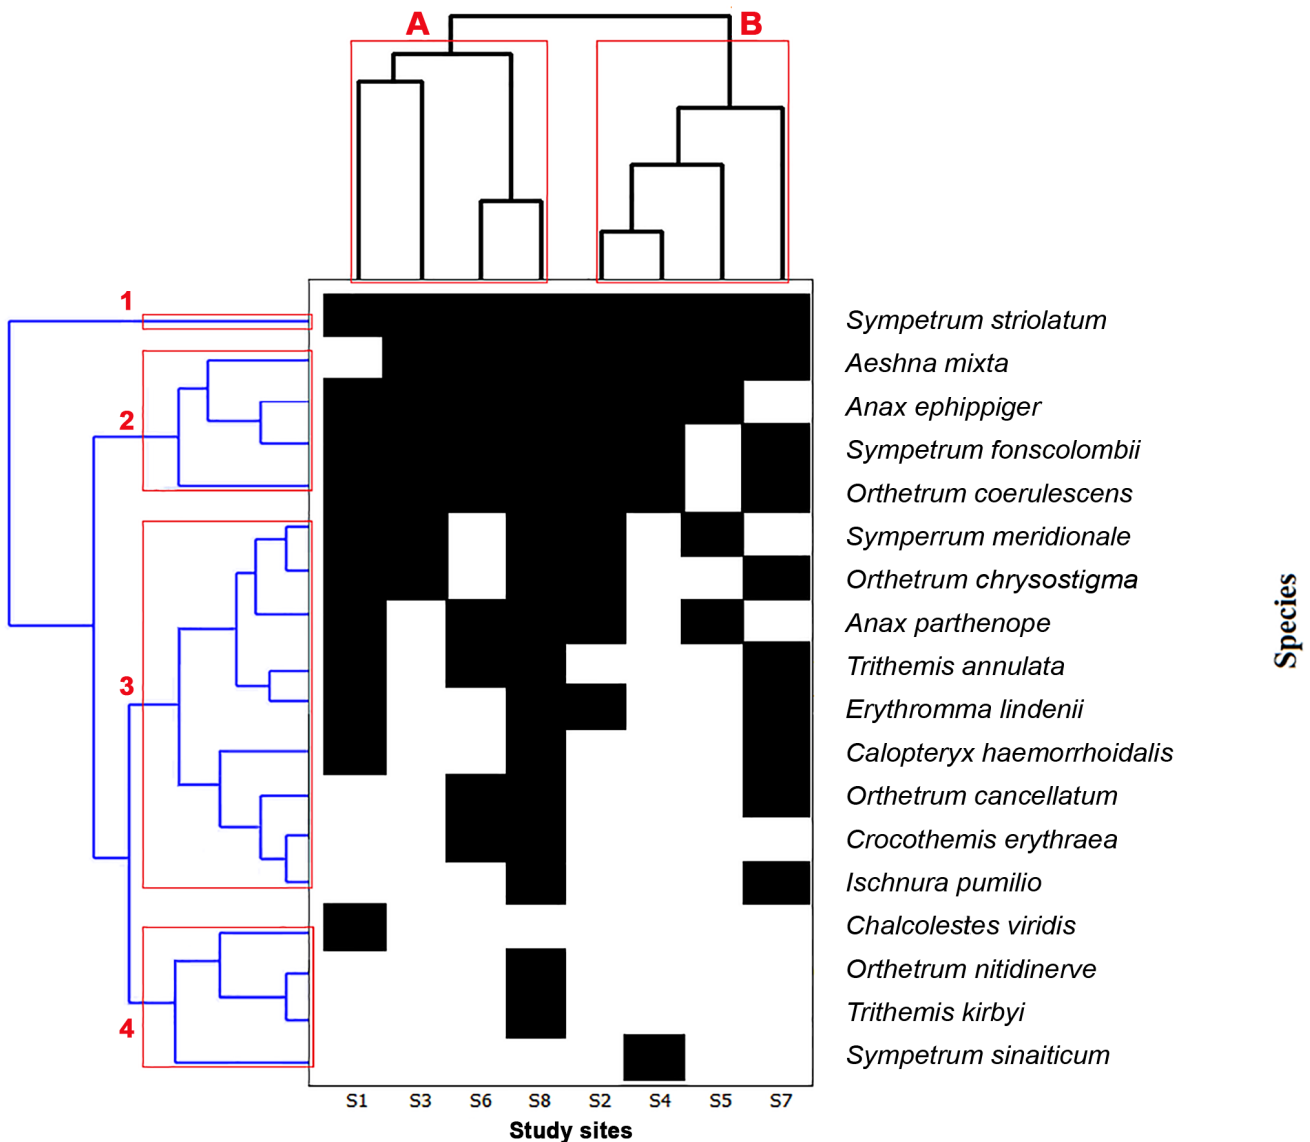 A
B
1
2
3
4
Sympetrum striolatum
Aeshna mixta
Anax ephippiger
Sympetrum fonscolombii
Orthetrum coerulescens
Symperrum meridionale
Orthetrum chrysostigma
Anax parthenope
Trithemis annulata
Erythromma lindenii
Calopteryx haemorrhoidalis
Orthetrum cancellatum
Crocothemis erythraea
Ischnura pumilio
Chalcolestes viridis
Orthetrum nitidinerve
Trithemis kirbyi
Sympetrum sinaiticum
Species
S1 S3 S6 S8 S2 S4 S5 S7
Study sites